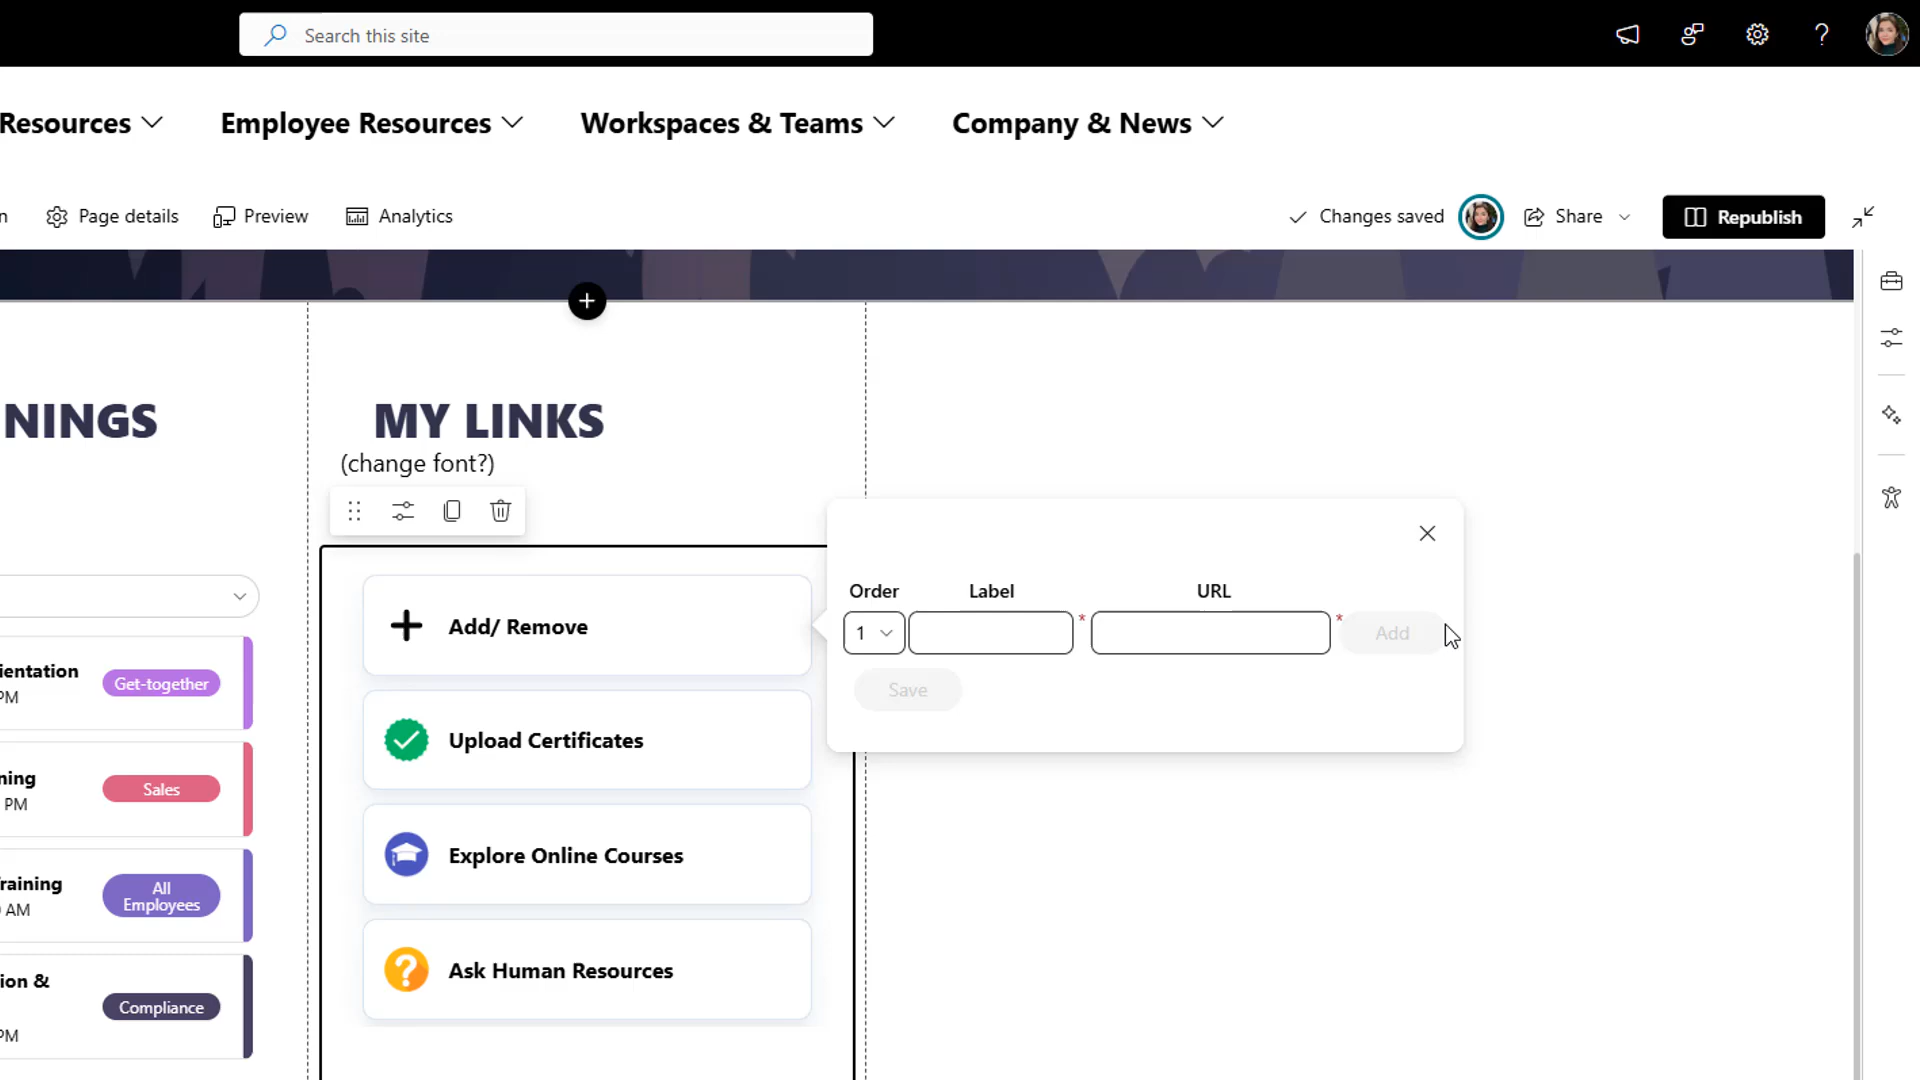 Search this site
Resources
Employee Resources
Workspaces & Teams
Company & News
n
Page details
Preview
Analytics
Changes saved
Share
Republish
NINGS
ientation
PM
Get-together
ning
PM
Sales
raining
AM
All
Employees
ion &
PM
Compliance
MY LINKS
(change font?)
Add/ Remove
Upload Certificates
Explore Online Courses
Ask Human Resources
Order
Label
URL
1
*
*
Add
Save